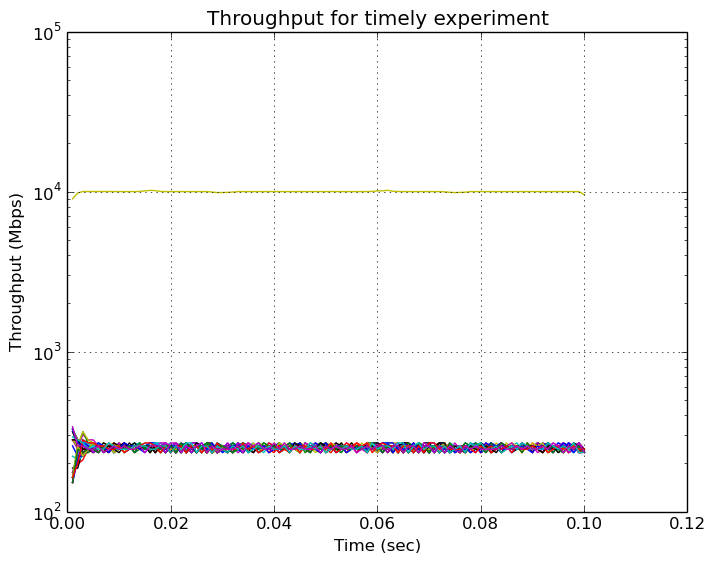 Throughput for timely experiment
10^5
10^4
10^3
10^2
Throughput (Mbps)
0.00 0.02 0.04 0.06 0.08 0.10 0.12
Time (sec)